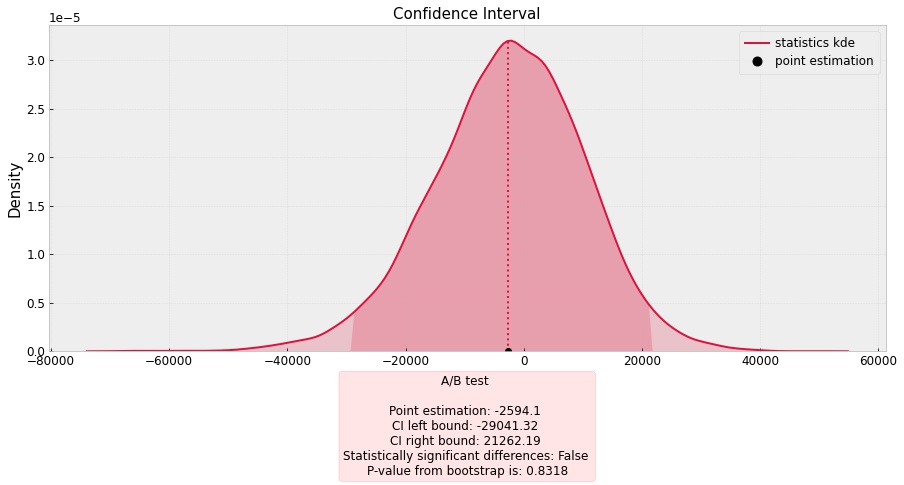 Confidence Interval
1e−5
statistics kde
point estimation
3.0
2.5
2.0
1.5
1.0
0.5
0.0
Density
−80000 −60000 −40000 −20000 0 20000 40000 60000
A/B test
Point estimation: -2594.1
CI left bound: -29041.32
CI right bound: 21262.19
Statistically significant differences: False
P-value from bootstrap is: 0.8318